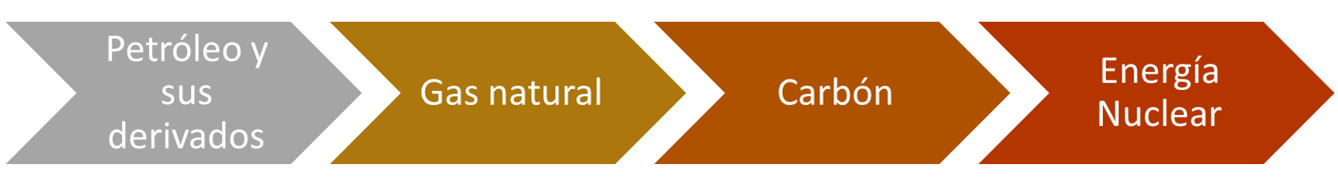 Petróleo y
sus
derivados
Gas natural
Carbón
Energía
Nuclear